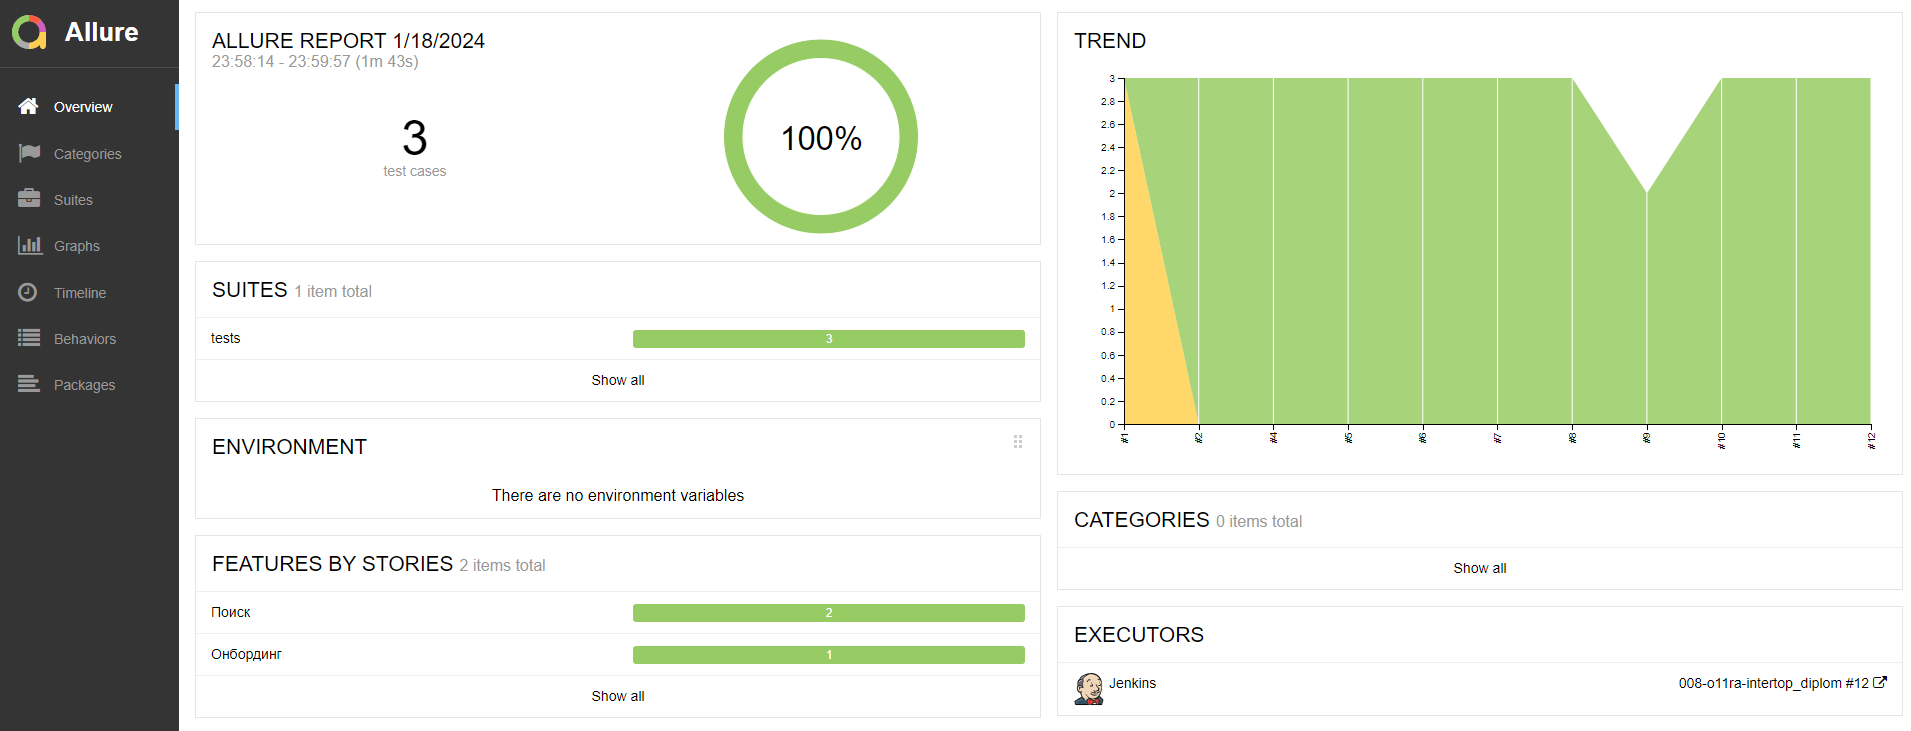 Allure
Overview
Categories
Suites
Graphs
Timeline
Behaviors
Packages
ALLURE REPORT 1/18/2024
23:58:14 - 23:59:57 (1m 43s)
3
test cases
100%
SUITES 1 item total
tests 3
Show all
ENVIRONMENT
There are no environment variables
FEATURES BY STORIES 2 items total
Поиск 2
Онбординг 1
Show all
TREND
3
2.8
2.6
2.4
2.2
2
1.8
1.6
1.4
1.2
1
0.8
0.6
0.4
0.2
0
#1 #2 #4 #5 #6 #7 #8 #9 #10 #11 #12
CATEGORIES 0 items total
Show all
EXECUTORS
Jenkins 008-o11ra-intertop_diplom #12